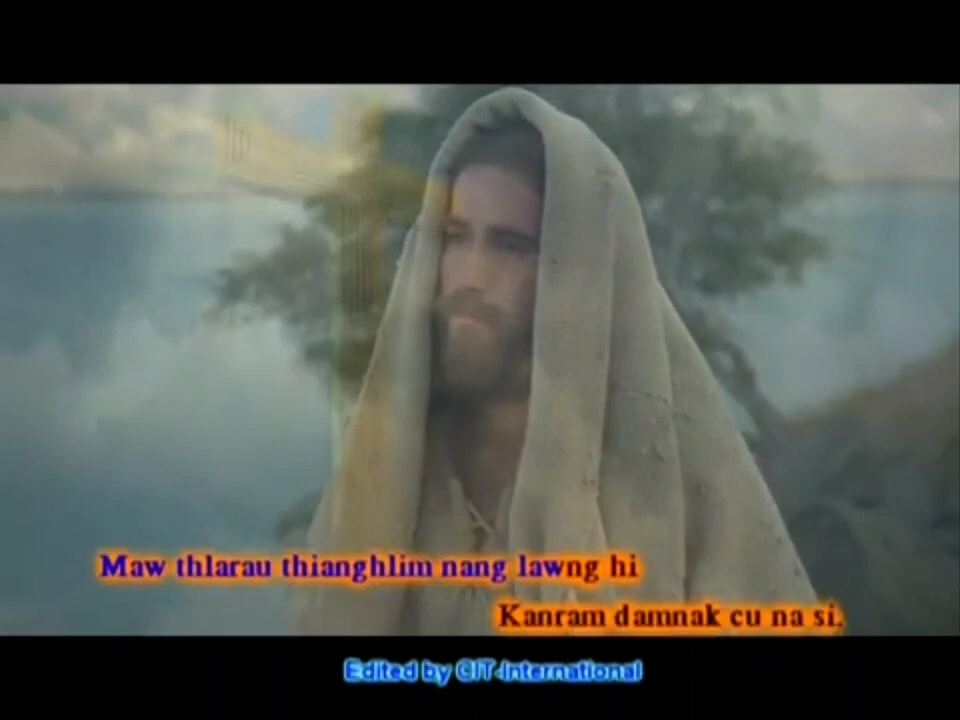 Maw thlarau thianghlim nang lawng hi
Kanram damnak cu na si.
Edited by CIT-International